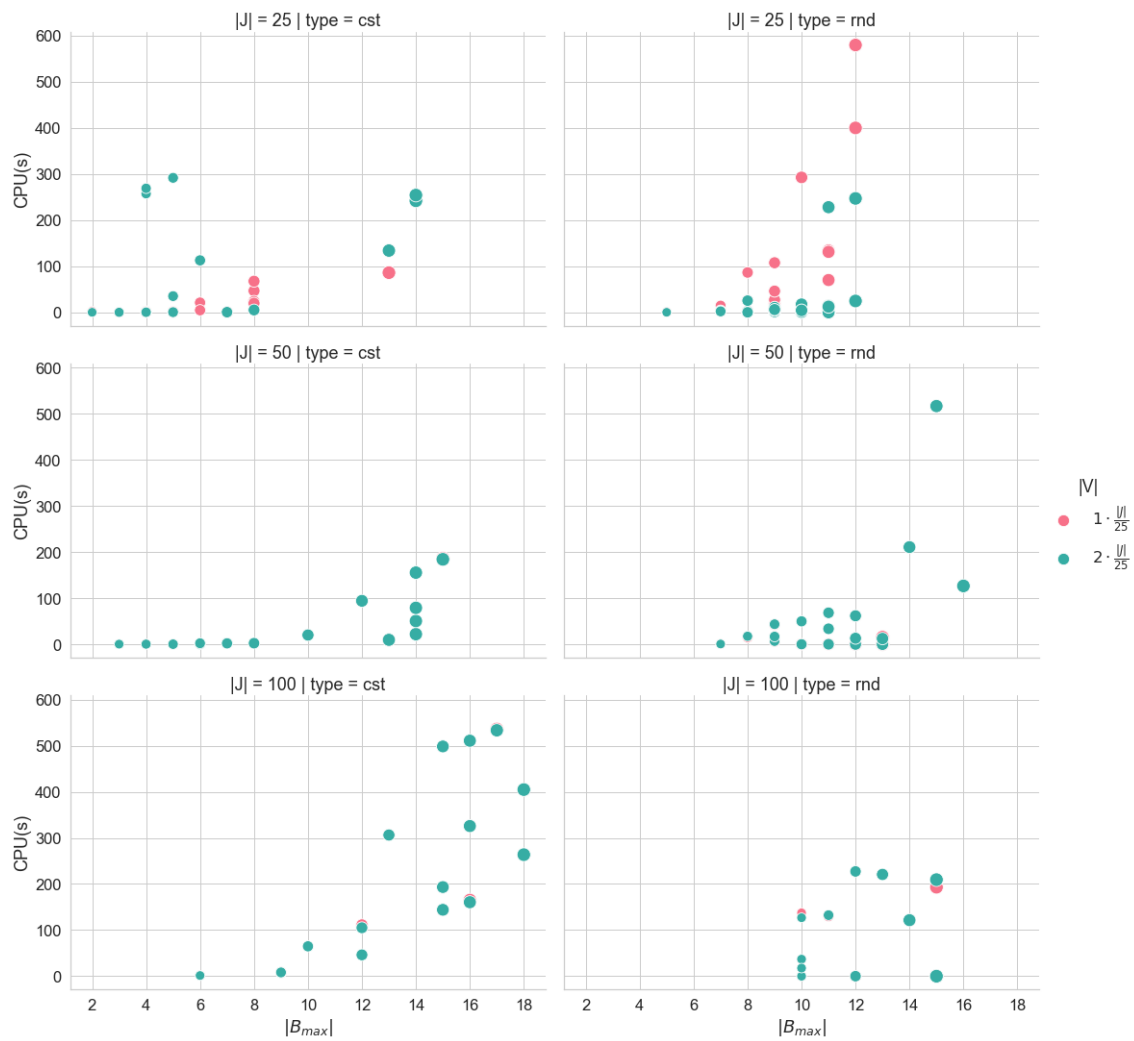 |J| = 25 | type = cst
|J| = 25 | type = rnd
600
500
400
300
200
100
0
CPU(s)
|J| = 50 | type = cst
|J| = 50 | type = rnd
600
500
400
300
200
100
0
CPU(s)
|V|
1 · |J|/25
2 · |J|/25
|J| = 100 | type = cst
|J| = 100 | type = rnd
600
500
400
300
200
100
0
CPU(s)
2 4 6 8 10 12 14 16 18
2 4 6 8 10 12 14 16 18
|B_max|
|B_max|